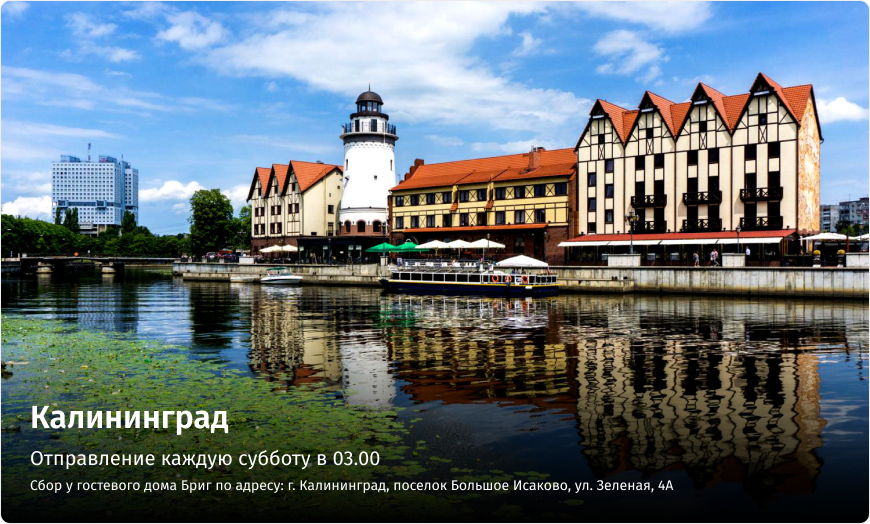 Калининград
Отправление каждую субботу в 03.00
Сбор у гостевого дома Бриг по адресу: г. Калининград, поселок Большое Исаково, ул. Зеленая, 4А